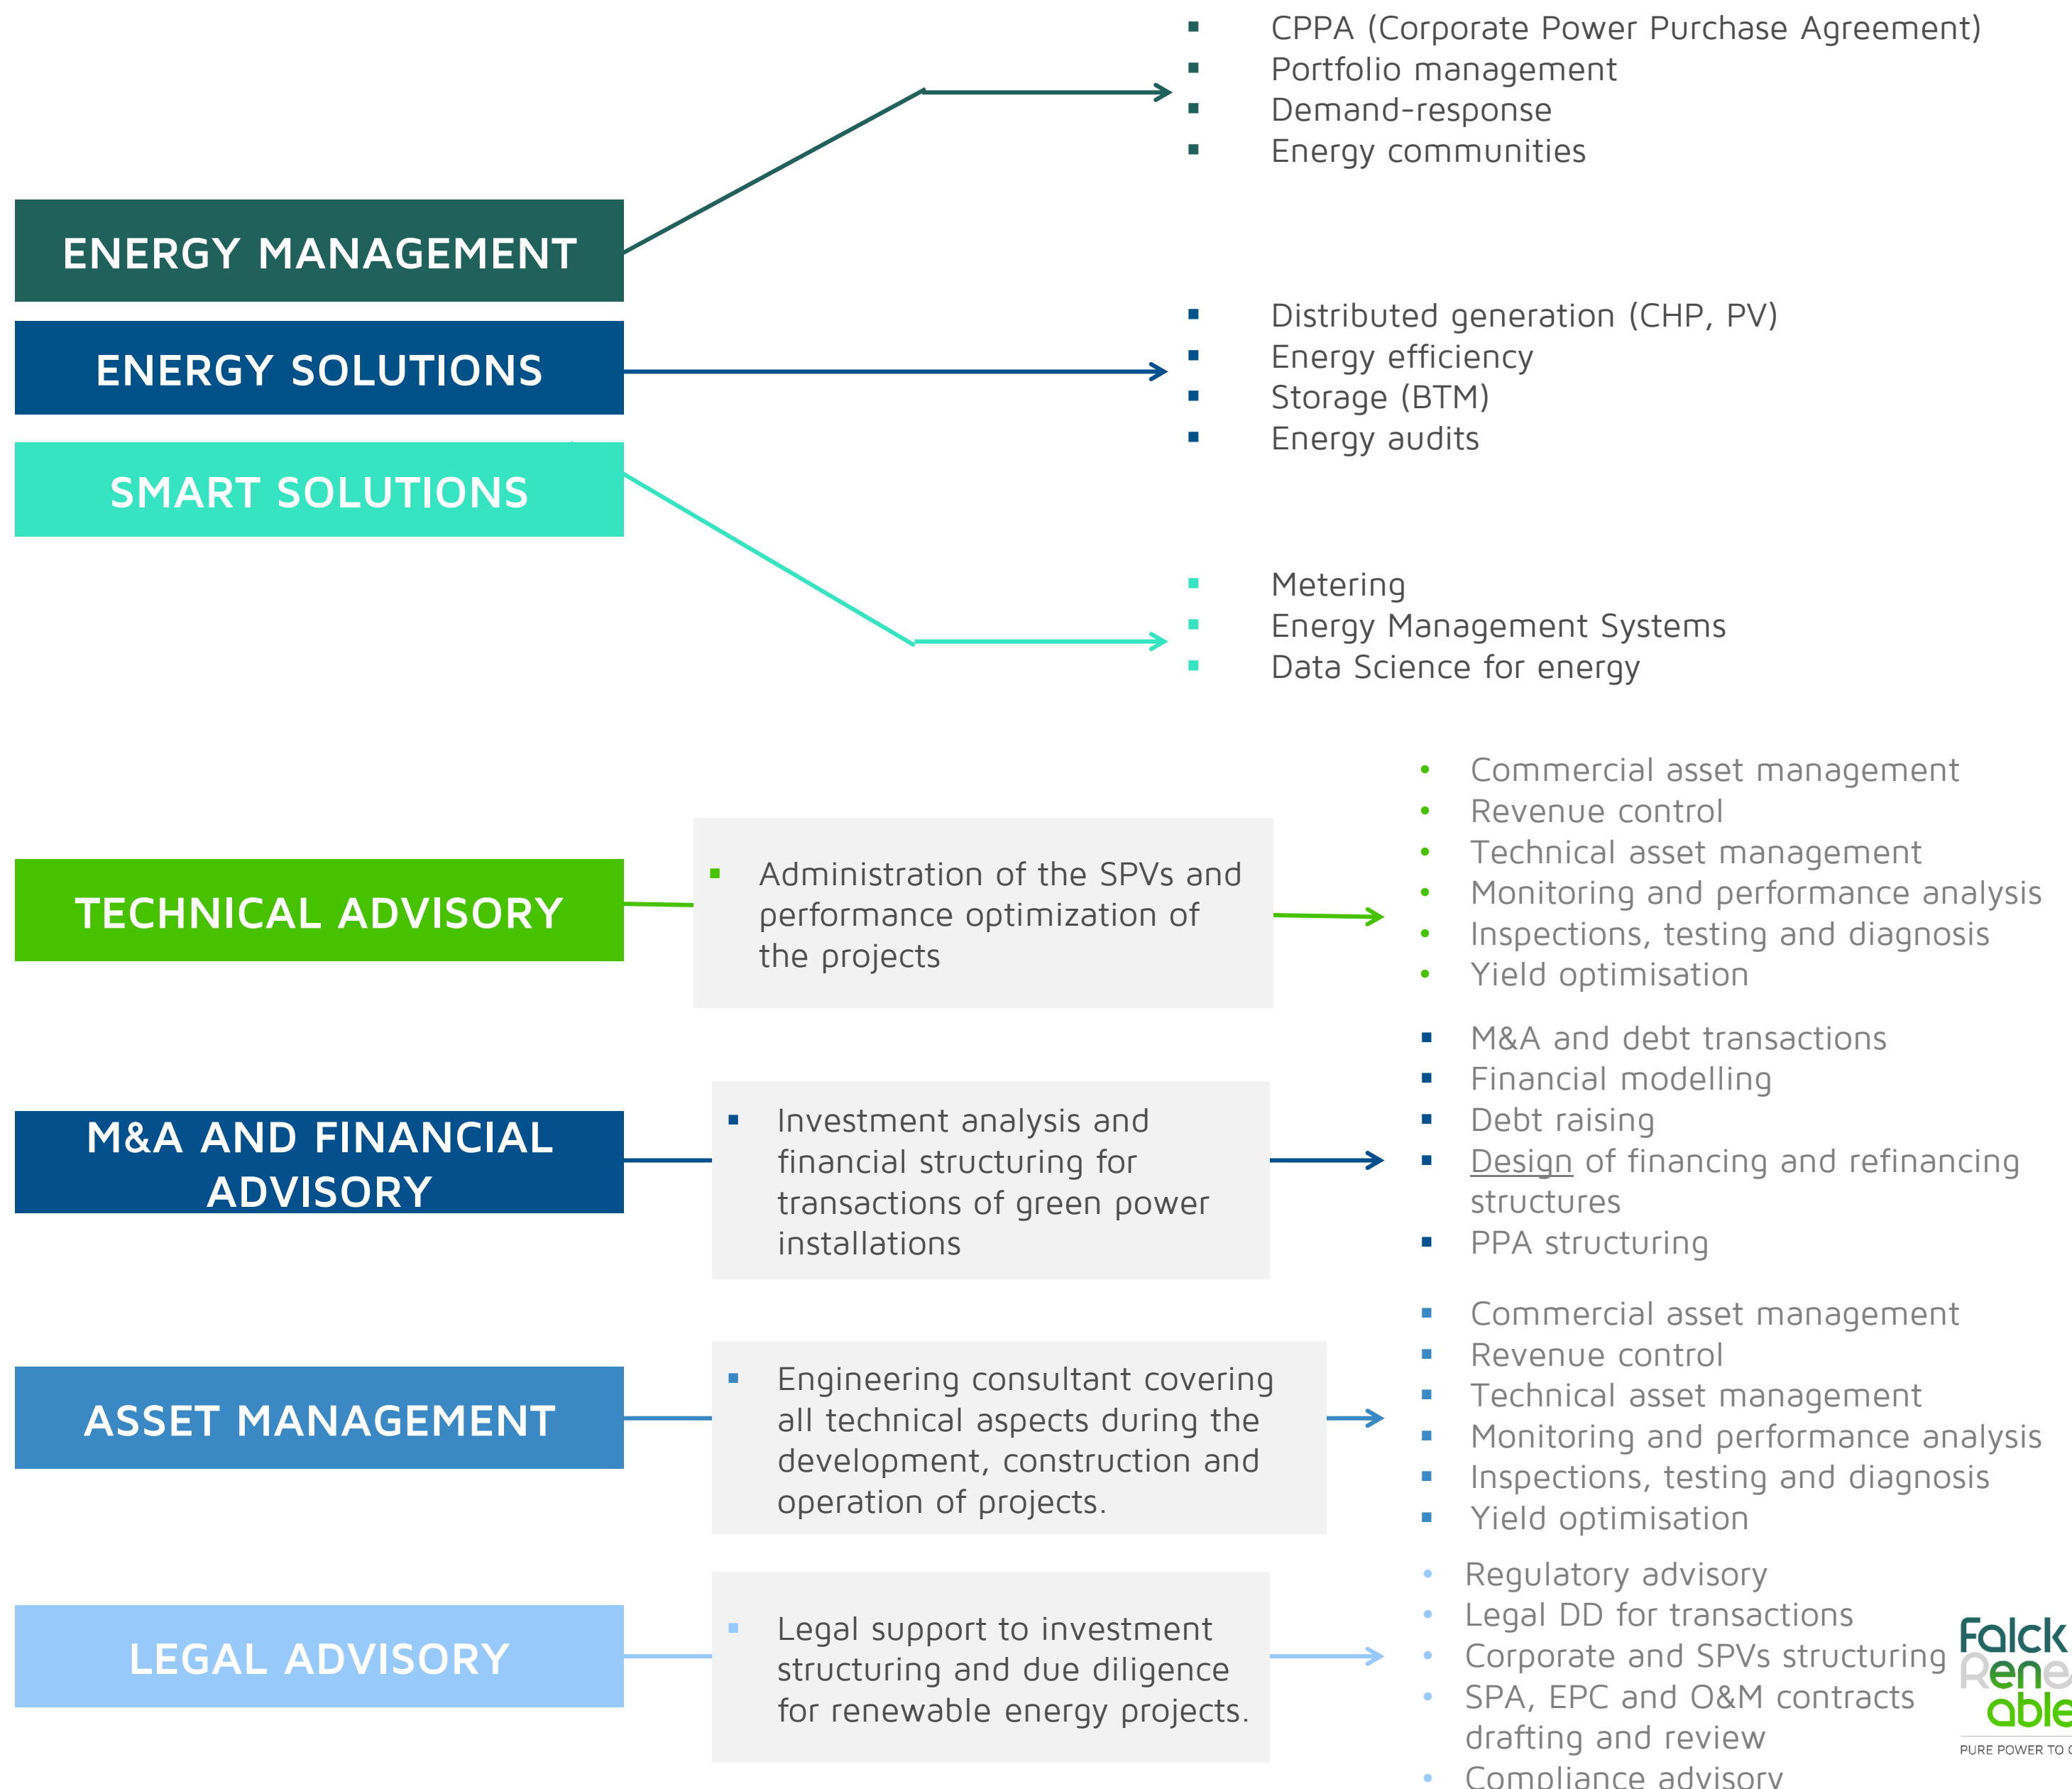 CPPA (Corporate Power Purchase Agreement)
Portfolio management
Demand-response
Energy communities
ENERGY MANAGEMENT
ENERGY SOLUTIONS
Distributed generation (CHP, PV)
Energy efficiency
Storage (BTM)
Energy audits
SMART SOLUTIONS
Metering
Energy Management Systems
Data Science for energy
TECHNICAL ADVISORY
Administration of the SPVs and
performance optimization of
the projects
Commercial asset management
Revenue control
Technical asset management
Monitoring and performance analysis
Inspections, testing and diagnosis
Yield optimisation
M&A AND FINANCIAL
ADVISORY
Investment analysis and
financial structuring for
transactions of green power
installations
M&A and debt transactions
Financial modelling
Debt raising
Design of financing and refinancing
structures
PPA structuring
ASSET MANAGEMENT
Engineering consultant covering
all technical aspects during the
development, construction and
operation of projects.
Commercial asset management
Revenue control
Technical asset management
Monitoring and performance analysis
Inspections, testing and diagnosis
Yield optimisation
LEGAL ADVISORY
Legal support to investment
structuring and due diligence
for renewable energy projects.
Regulatory advisory
Legal DD for transactions
Corporate and SPVs structuring
SPA, EPC and O&M contracts
drafting and review
Compliance advisory
Falck
Rene
able
PURE POWER TO